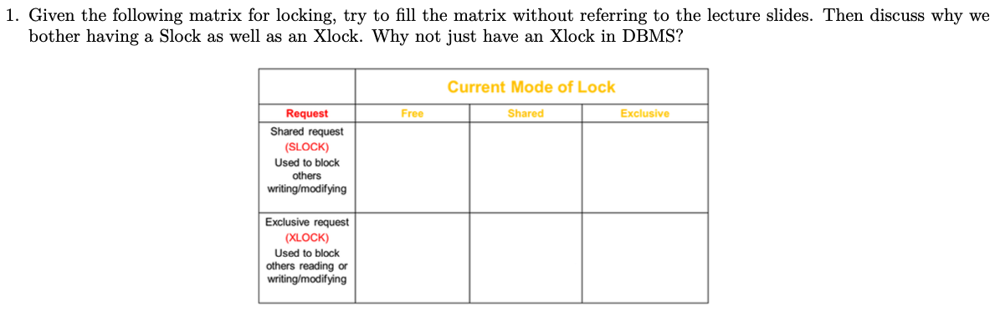 1. Given the following matrix for locking, try to fill the matrix without referring to the lecture slides. Then discuss why we
bother having a Slock as well as an Xlock. Why not just have an Xlock in DBMS?
Current Mode of Lock
Request Free Shared Exclusive
Shared request
(SLOCK)
Used to block
others
writing/modifying
Exclusive request
(XLOCK)
Used to block
others reading or
writing/modifying